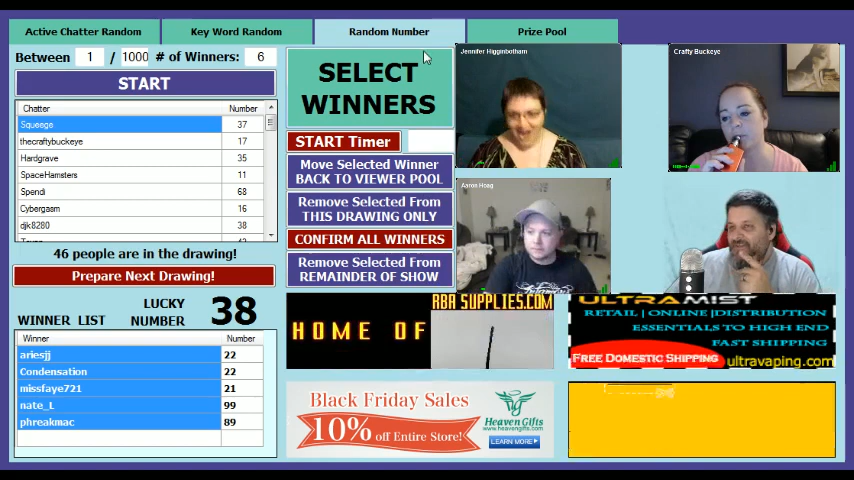 Active Chatter Random
Key Word Random
Random Number
Prize Pool
Between 1 / 1000 # of Winners: 6
START
Chatter Number
Squeege 37
thecraftybuckeye 17
Hardgrave 35
SpaceHamsters 11
Spendi 68
Cybergasm 16
djk8280 38
46 people are in the drawing!
Prepare Next Drawing!
WINNER LIST
LUCKY
NUMBER
38
Winner Number
ariesjj 22
Condensation 22
missfaye721 21
nate_L 99
phreakmac 89
SELECT
WINNERS
START Timer
Move Selected Winner
BACK TO VIEWER POOL
Remove Selected From
THIS DRAWING ONLY
CONFIRM ALL WINNERS
Remove Selected From
REMAINDER OF SHOW
Jennifer Higginbotham
Crafty Buckeye
Aaron Hoag
RBA SUPPLIES.COM
HOME OF
ULTRAMIST
RETAIL | ONLINE |DISTRIBUTION
ESSENTIALS TO HIGH END
FAST SHIPPING
FREE DOMESTIC SHIPPING
ultravaping.com
Black Friday Sales
10% off Entire Store!
Heaven Gifts
www.heavengifts.com
LEARN MORE